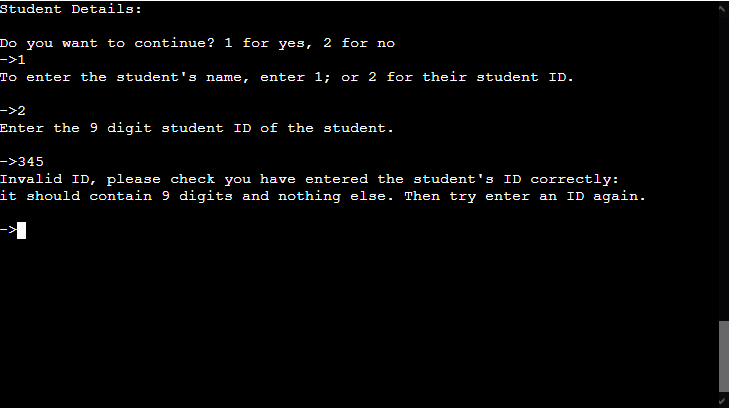 Student Details:
Do you want to continue? 1 for yes, 2 for no
->1
To enter the student's name, enter 1; or 2 for their student ID.
->2
Enter the 9 digit student ID of the student.
->345
Invalid ID, please check you have entered the student's ID correctly:
it should contain 9 digits and nothing else. Then try enter an ID again.
->